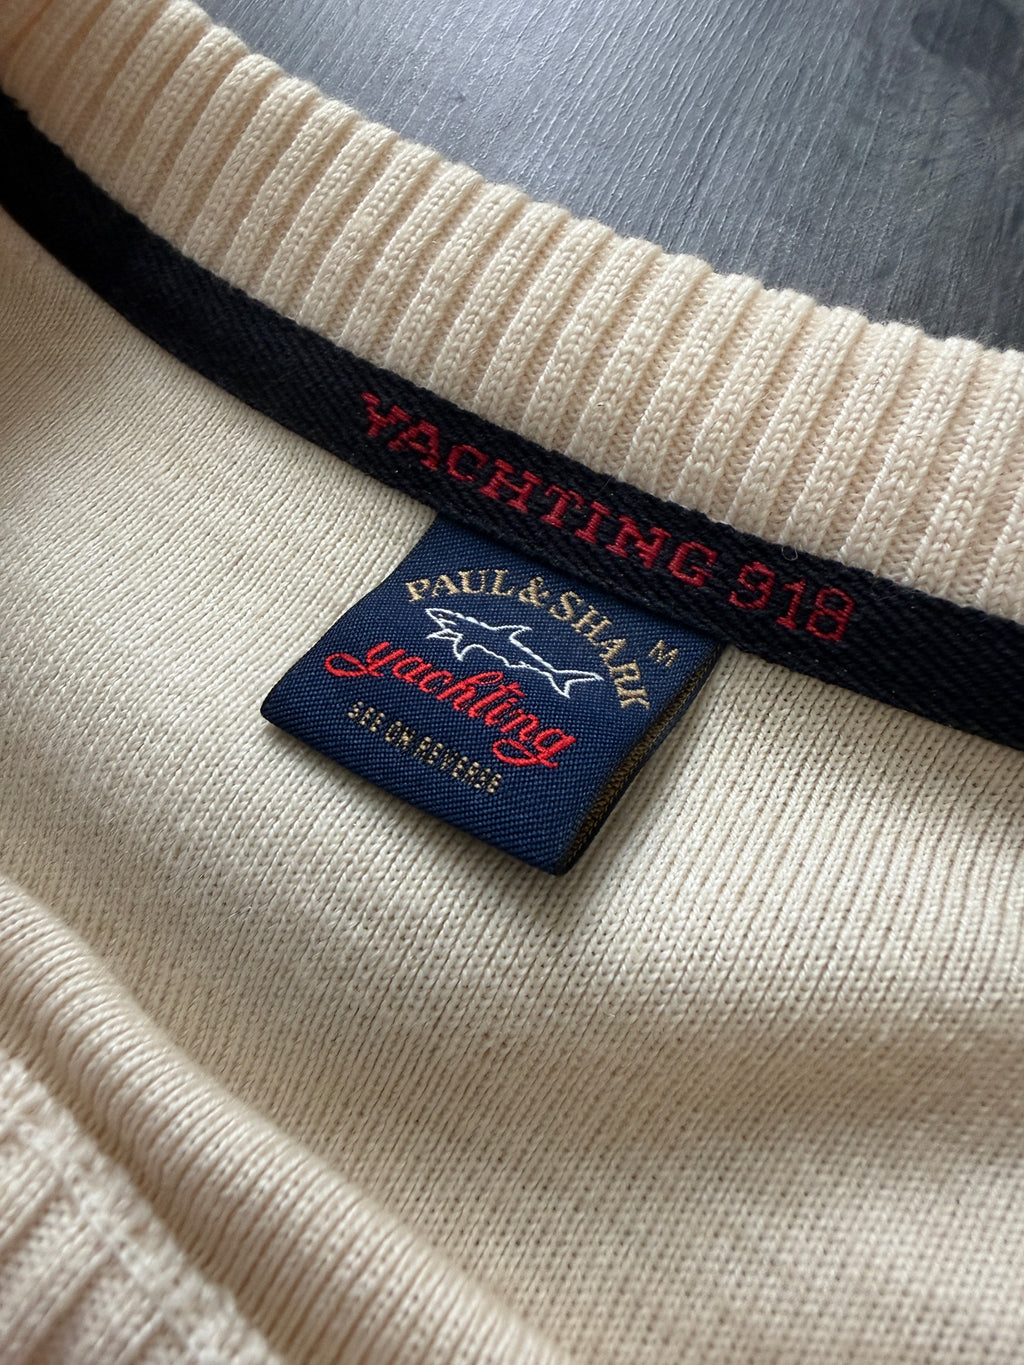 YACHTING 918
PAUL & SHARK
M
yachting
SEE ON REVERSE